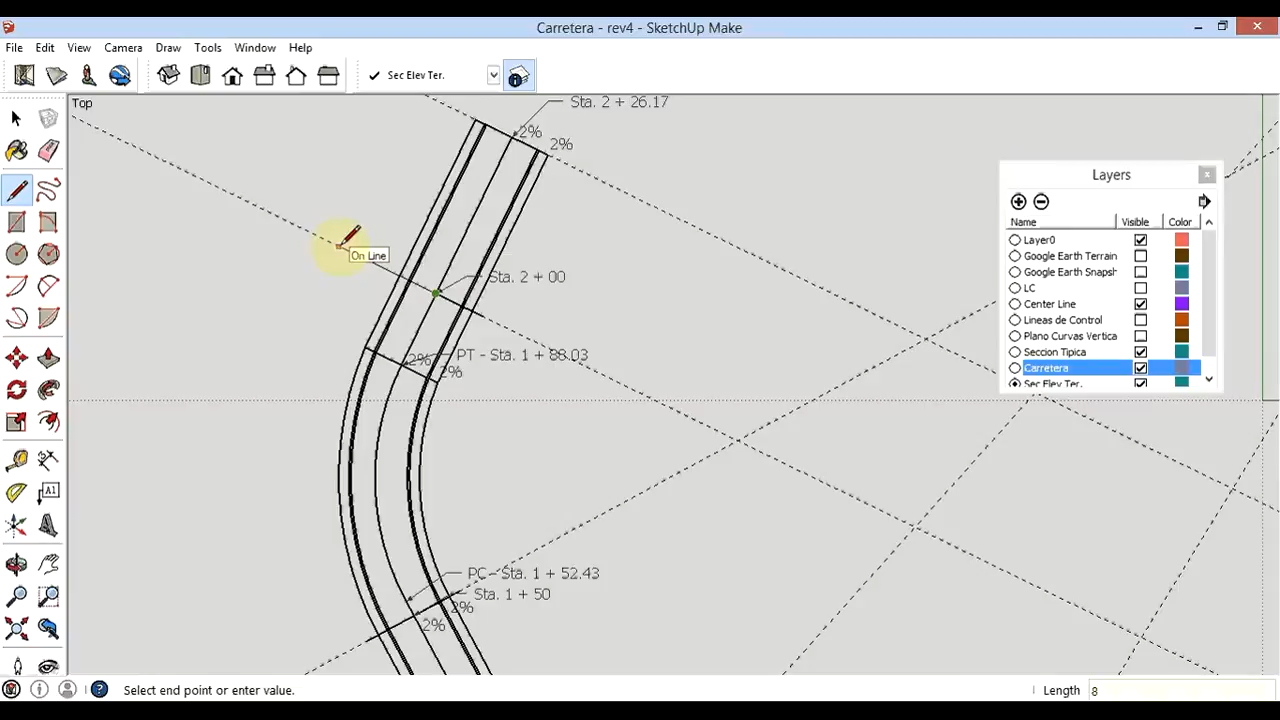 Carretera - rev4 - SketchUp Make
File Edit View Camera Draw Tools Window Help
Sec Elev Ter.
Top
Sta. 2 + 26.17
2%
2%
Layers
Name Visible Color
Layer0
Google Earth Terrain
Google Earth Snapsh
LC
Center Line
Lineas de Control
Plano Curvas Vertica
Seccion Tipica
Carretera
Sec Elev Ter.
On Line
Sta. 2 + 00
PT - Sta. 1 + 88.03
2%
2%
A1
PC - Sta. 1 + 52.43
Sta. 1 + 50
2%
2%
Select end point or enter value.
Length 8